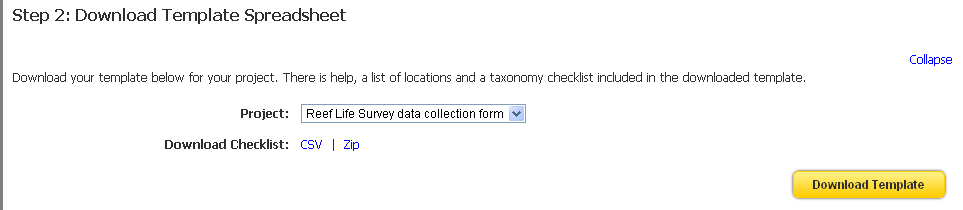 Step 2: Download Template Spreadsheet
Collapse
Download your template below for your project. There is help, a list of locations and a taxonomy checklist included in the downloaded template.
Project: Reef Life Survey data collection form
Download Checklist: CSV | Zip
Download Template